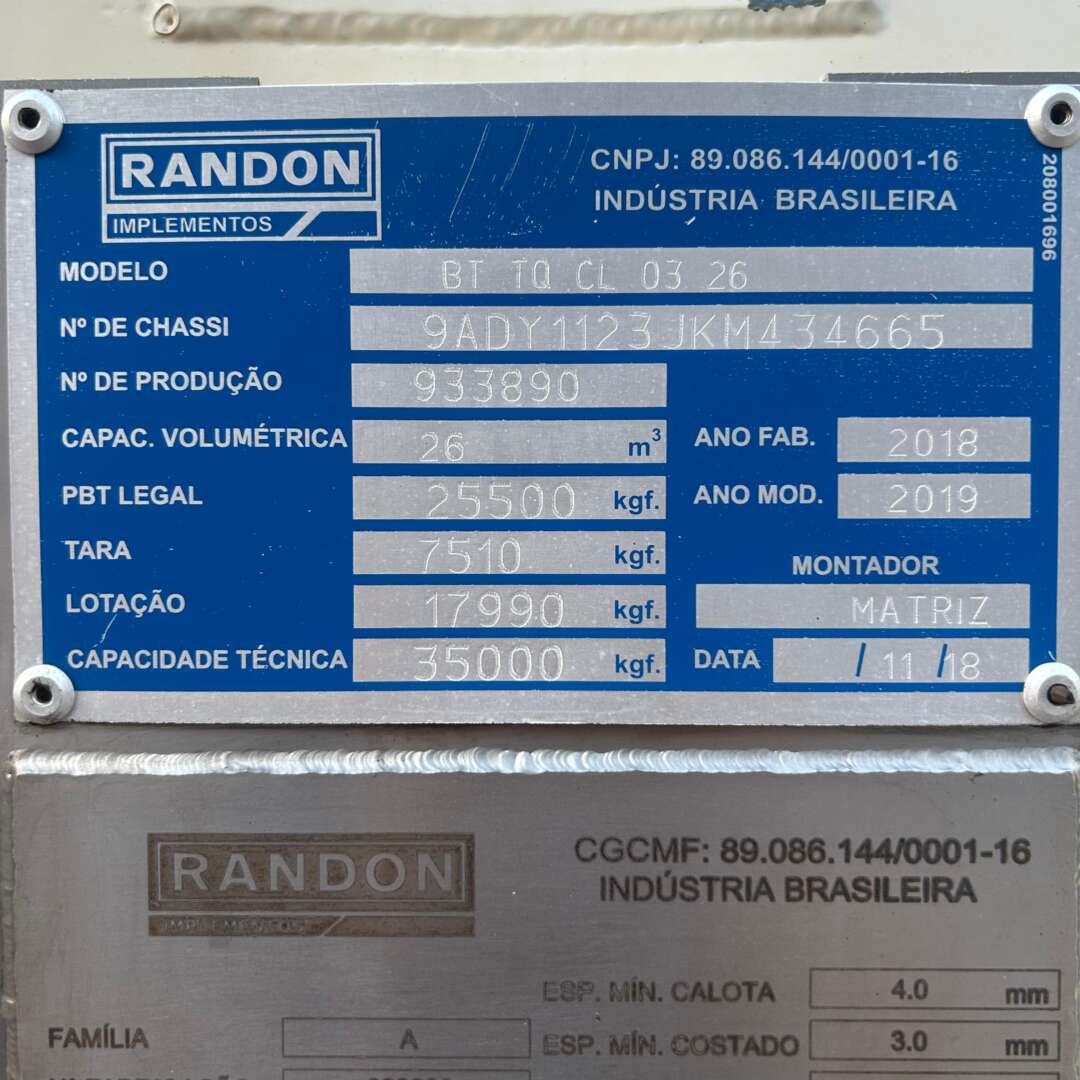 RANDON
IMPLEMENTOS
CNPJ: 89.086.144/0001-16
INDÚSTRIA BRASILEIRA
208001696
MODELO BT TQ CL 03 26
Nº DE CHASSI 9ADY1123JKM434665
Nº DE PRODUÇÃO 933890
CAPAC. VOLUMÉTRICA 26 m³ ANO FAB. 2018
PBT LEGAL 25500 kgf. ANO MOD. 2019
TARA 7510 kgf. MONTADOR
LOTAÇÃO 17990 kgf. MATRIZ
CAPACIDADE TÉCNICA 35000 kgf. DATA / 11 /18
RANDON
IMPLEMENTOS
CGCMF: 89.086.144/0001-16
INDÚSTRIA BRASILEIRA
ESP. MÍN. CALOTA 4.0 mm
FAMÍLIA A ESP. MÍN. COSTADO 3.0 mm